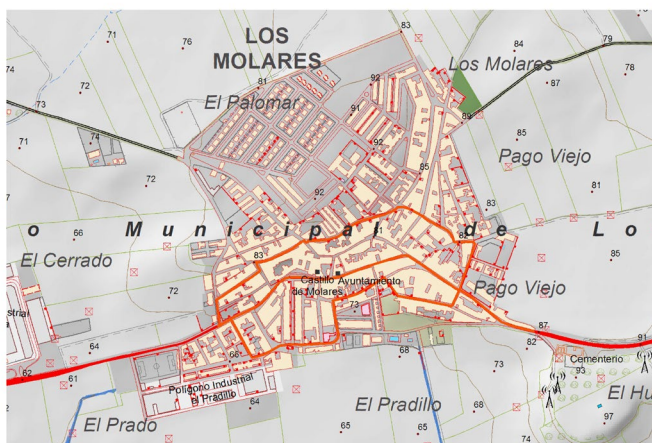 83
79
71
76
LOS
MOLARES
84
74
Los Molares
81
92
87
78
72
El Palomar
91
73
89
74
85
71
92
Pago Viejo
85
72
81
92
83
o Municipal de Lo
66
83
82
El Cerrado
85
Castillo Ayuntamiento
de Molares
72
Pago Viejo
73
87
82
91
64
66
68
Cementerio
62
61
73
93
Polígono Industrial
el Pradillo
El Prado
64
El Pradillo
68
El Hu
97
65
65
74